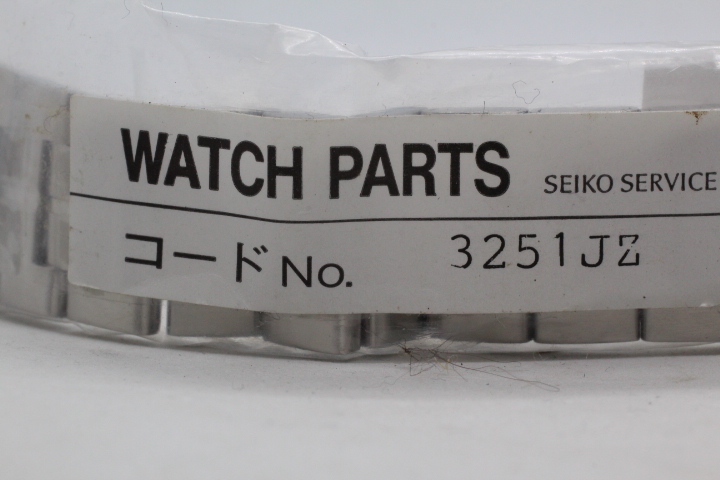 WATCH PARTS SEIKO SERVICE
コードNo. 3251JZ